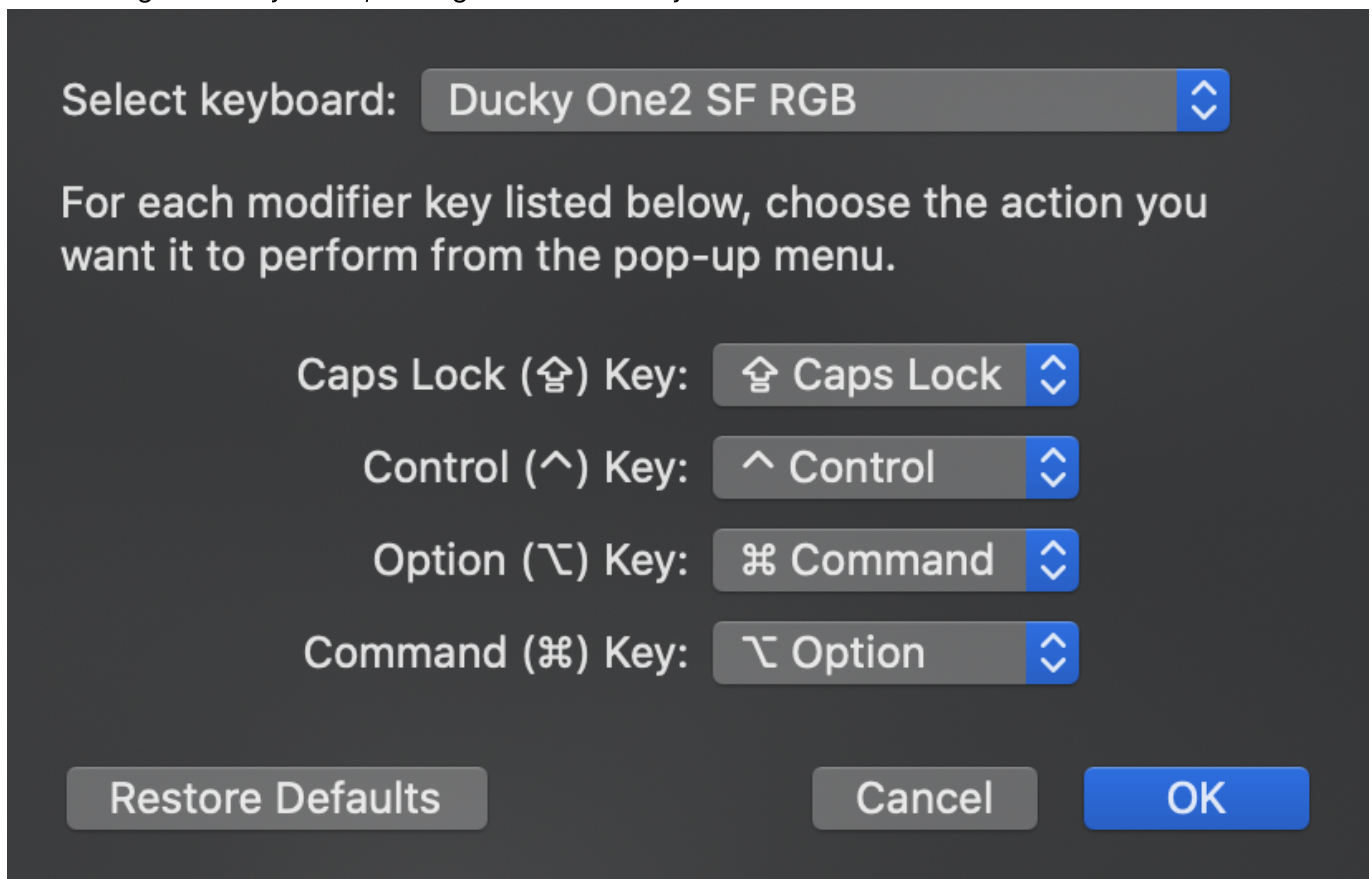 Select keyboard: Ducky One2 SF RGB
For each modifier key listed below, choose the action you
want it to perform from the pop-up menu.
Caps Lock (⇪) Key: ⇪ Caps Lock
Control (^) Key: ^ Control
Option (⌥) Key: ⌘ Command
Command (⌘) Key: ⌥ Option
Restore Defaults Cancel OK